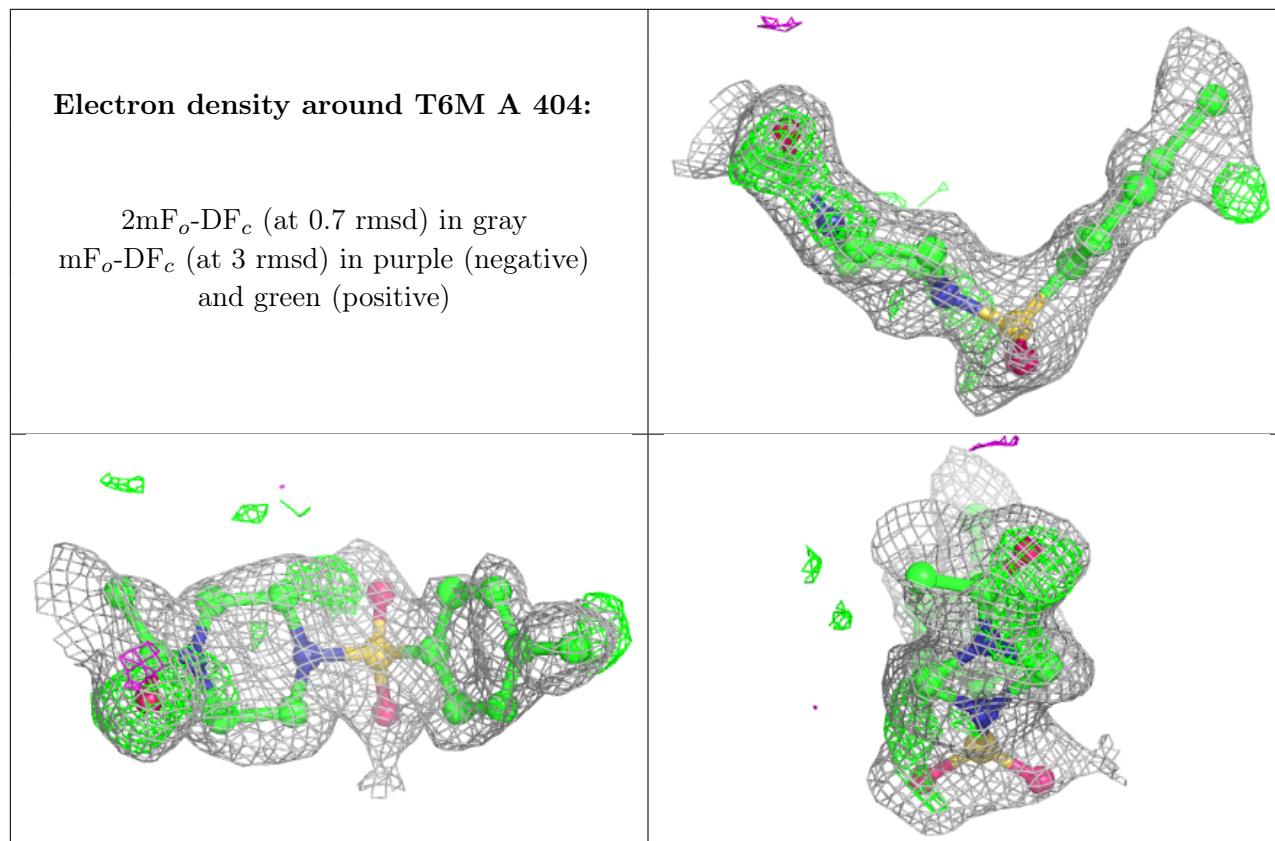 Electron density around T6M A 404:
2mFo-DFc (at 0.7 rmsd) in gray
mFo-DFc (at 3 rmsd) in purple (negative)
and green (positive)